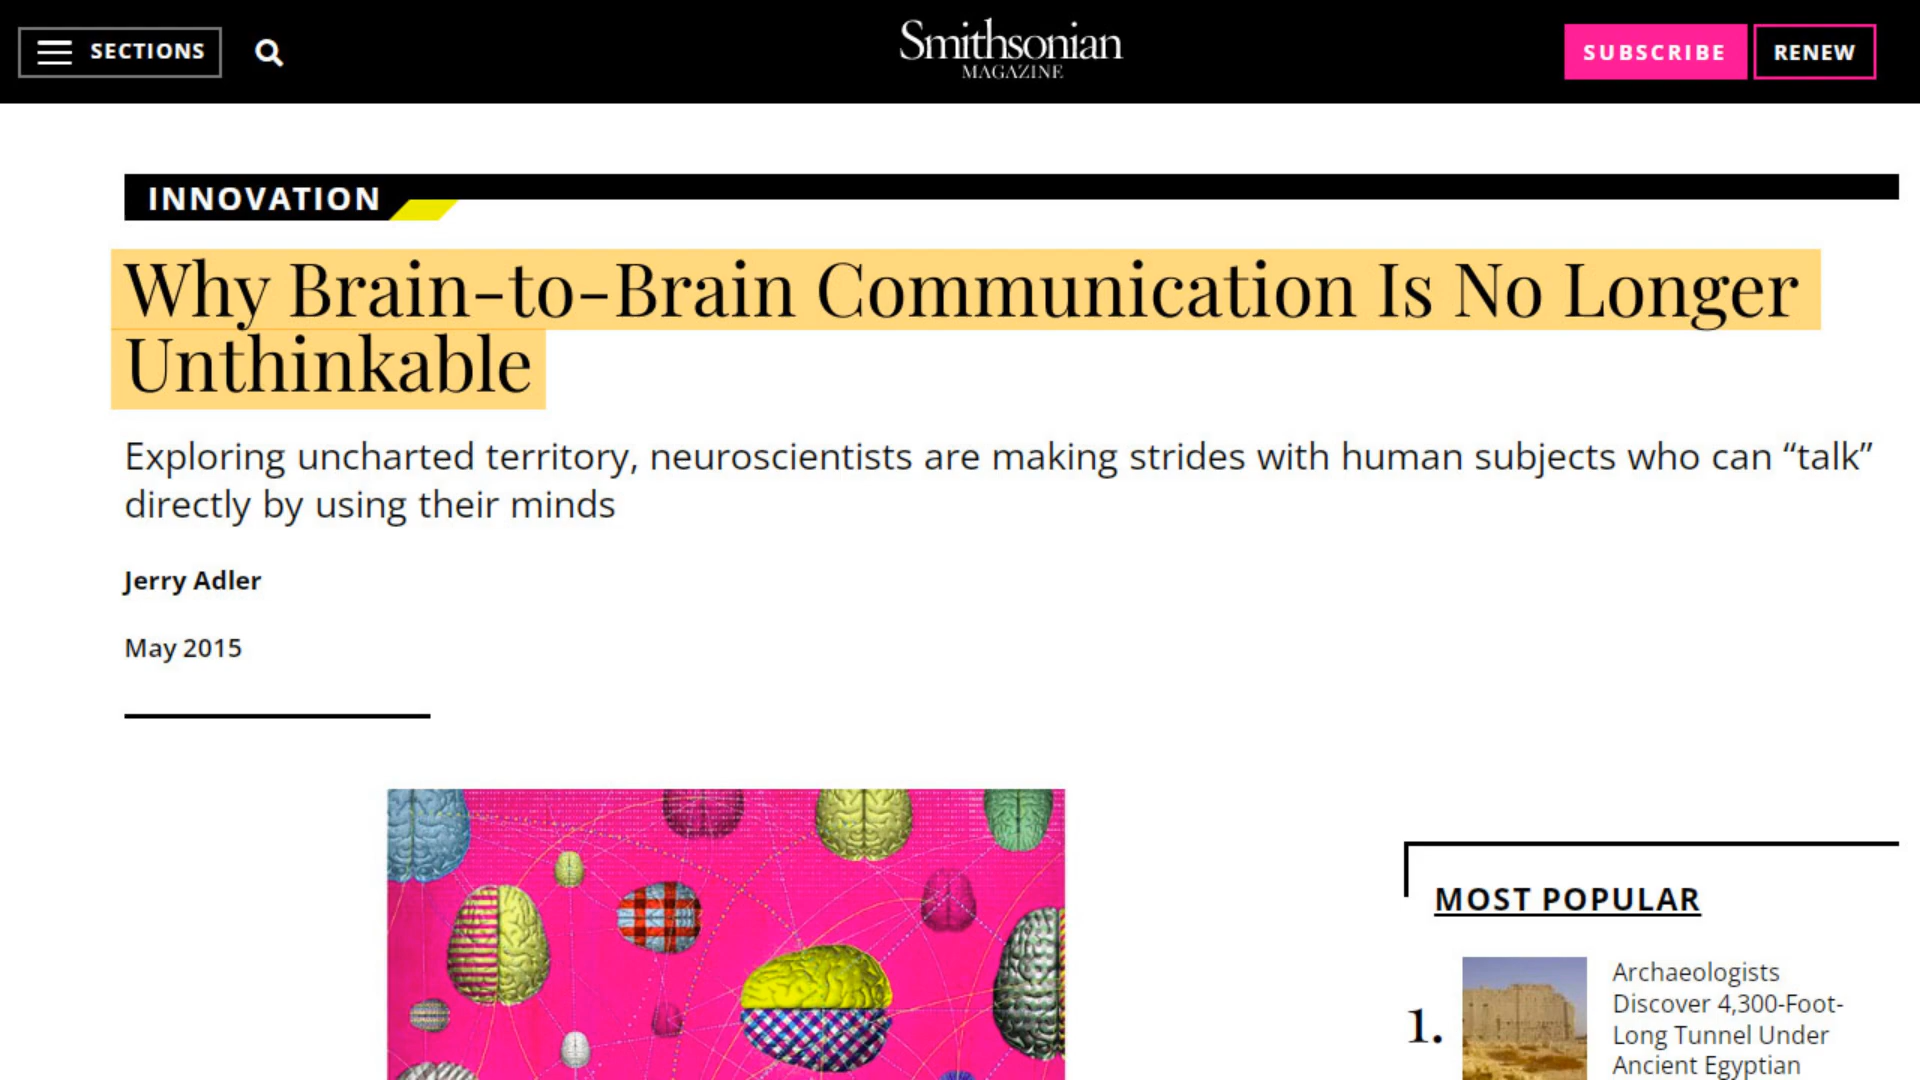 SECTIONS
Smithsonian
MAGAZINE
SUBSCRIBE
RENEW
INNOVATION
Why Brain-to-Brain Communication Is No Longer
Unthinkable
Exploring uncharted territory, neuroscientists are making strides with human subjects who can “talk”
directly by using their minds
Jerry Adler
May 2015
MOST POPULAR
1.
Archaeologists
Discover 4,300-Foot-
Long Tunnel Under
Ancient Egyptian